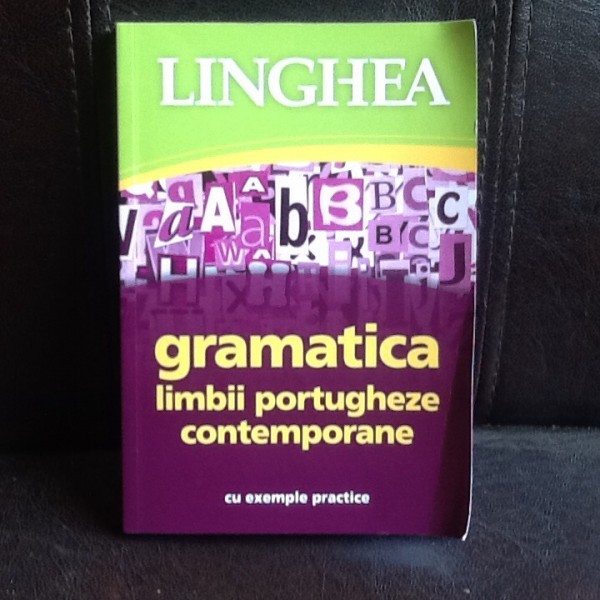 LINGHEA
gramatica
limbii portugheze
contemporane
cu exemple practice